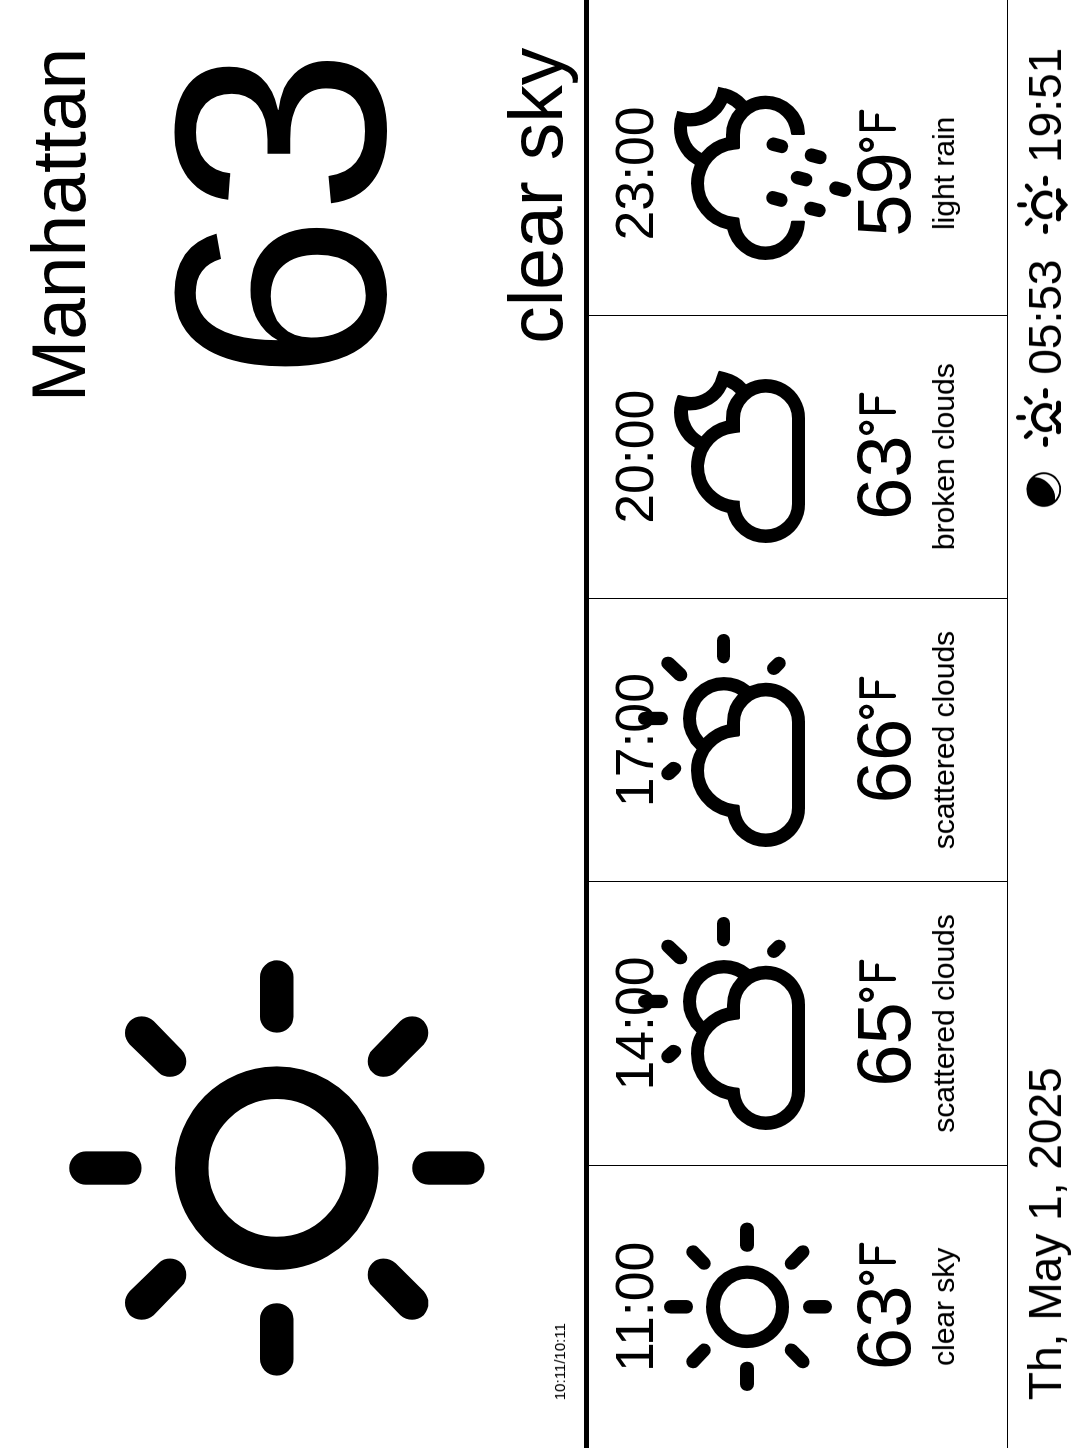 Manhattan
63
clear sky
10:11/10:11
11:00
63°F
clear sky
14:00
65°F
scattered clouds
17:00
66°F
scattered clouds
20:00
63°F
broken clouds
23:00
59°F
light rain
Th, May 1, 2025
05:53
19:51